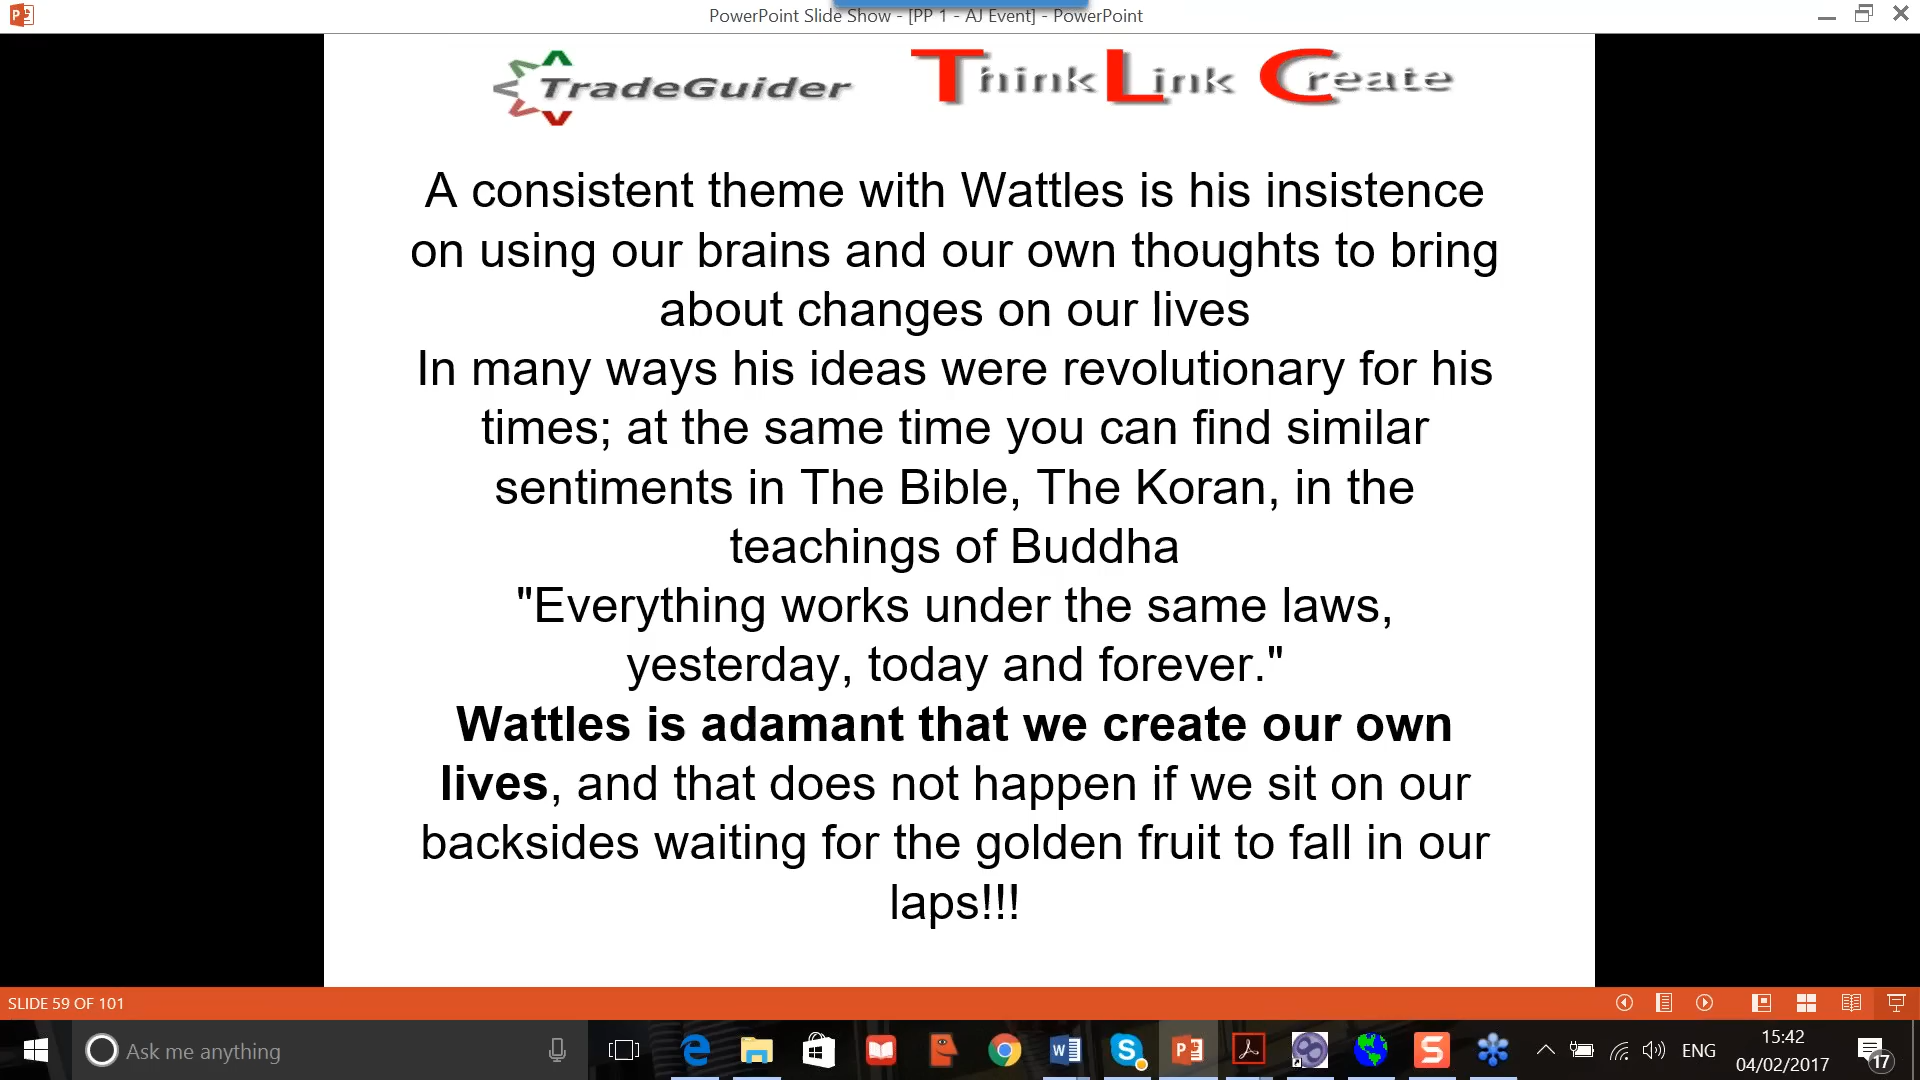 PowerPoint Slide Show - [PP 1 - AJ Event] - PowerPoint
TradeGuider
Think Link Create
A consistent theme with Wattles is his insistence
on using our brains and our own thoughts to bring
about changes on our lives
In many ways his ideas were revolutionary for his
times; at the same time you can find similar
sentiments in The Bible, The Koran, in the
teachings of Buddha
"Everything works under the same laws,
yesterday, today and forever."
Wattles is adamant that we create our own
lives, and that does not happen if we sit on our
backsides waiting for the golden fruit to fall in our
laps!!!
SLIDE 59 OF 101
Ask me anything
ENG
15:42
04/02/2017
17